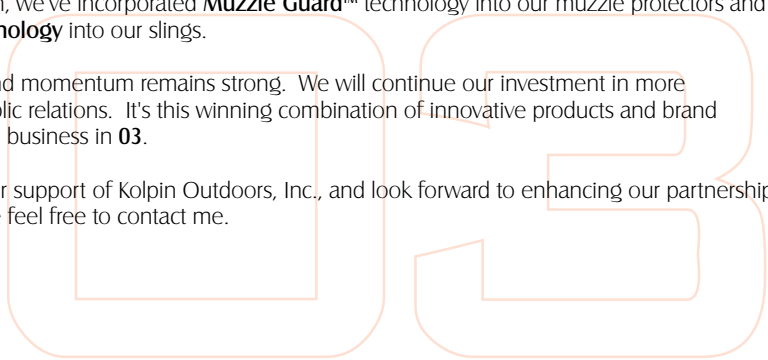 , we've incorporated Muzzle Guard™ technology into our muzzle protectors and
nology into our slings.
d momentum remains strong.  We will continue our investment in more
lic relations.  It's this winning combination of innovative products and brand
business in 03.
r support of Kolpin Outdoors, Inc., and look forward to enhancing our partnership
feel free to contact me.
03